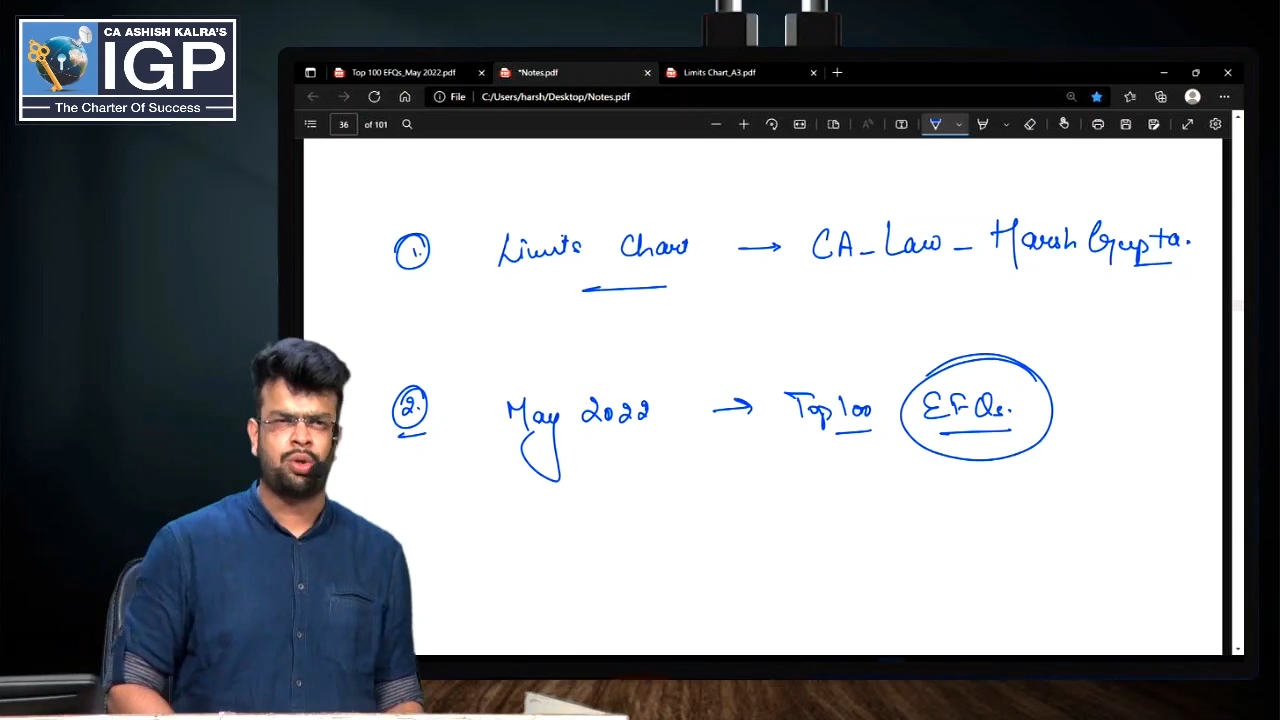 CA ASHISH KALRA'S
IGP
The Charter Of Success
Top 100 EFQs_May 2022.pdf
*Notes.pdf
Limits Chart_A3.pdf
File
C:/Users/harsh/Desktop/Notes.pdf
36 of 101
1. Limits Chart → CA_Law_Harsh Gupta.
2. May 2022 → Top 100 EFQs.